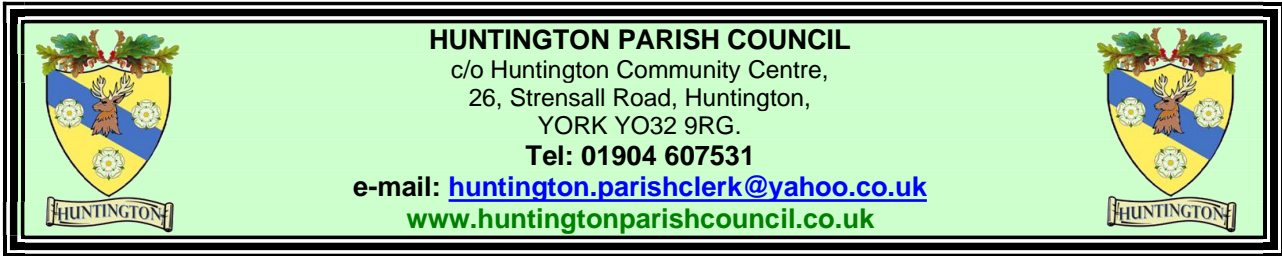 HUNTINGTON PARISH COUNCIL
c/o Huntington Community Centre,
26, Strensall Road, Huntington,
YORK YO32 9RG.
Tel: 01904 607531
e-mail: huntington.parishclerk@yahoo.co.uk
www.huntingtonparishcouncil.co.uk
HUNTINGTON
HUNTINGTON